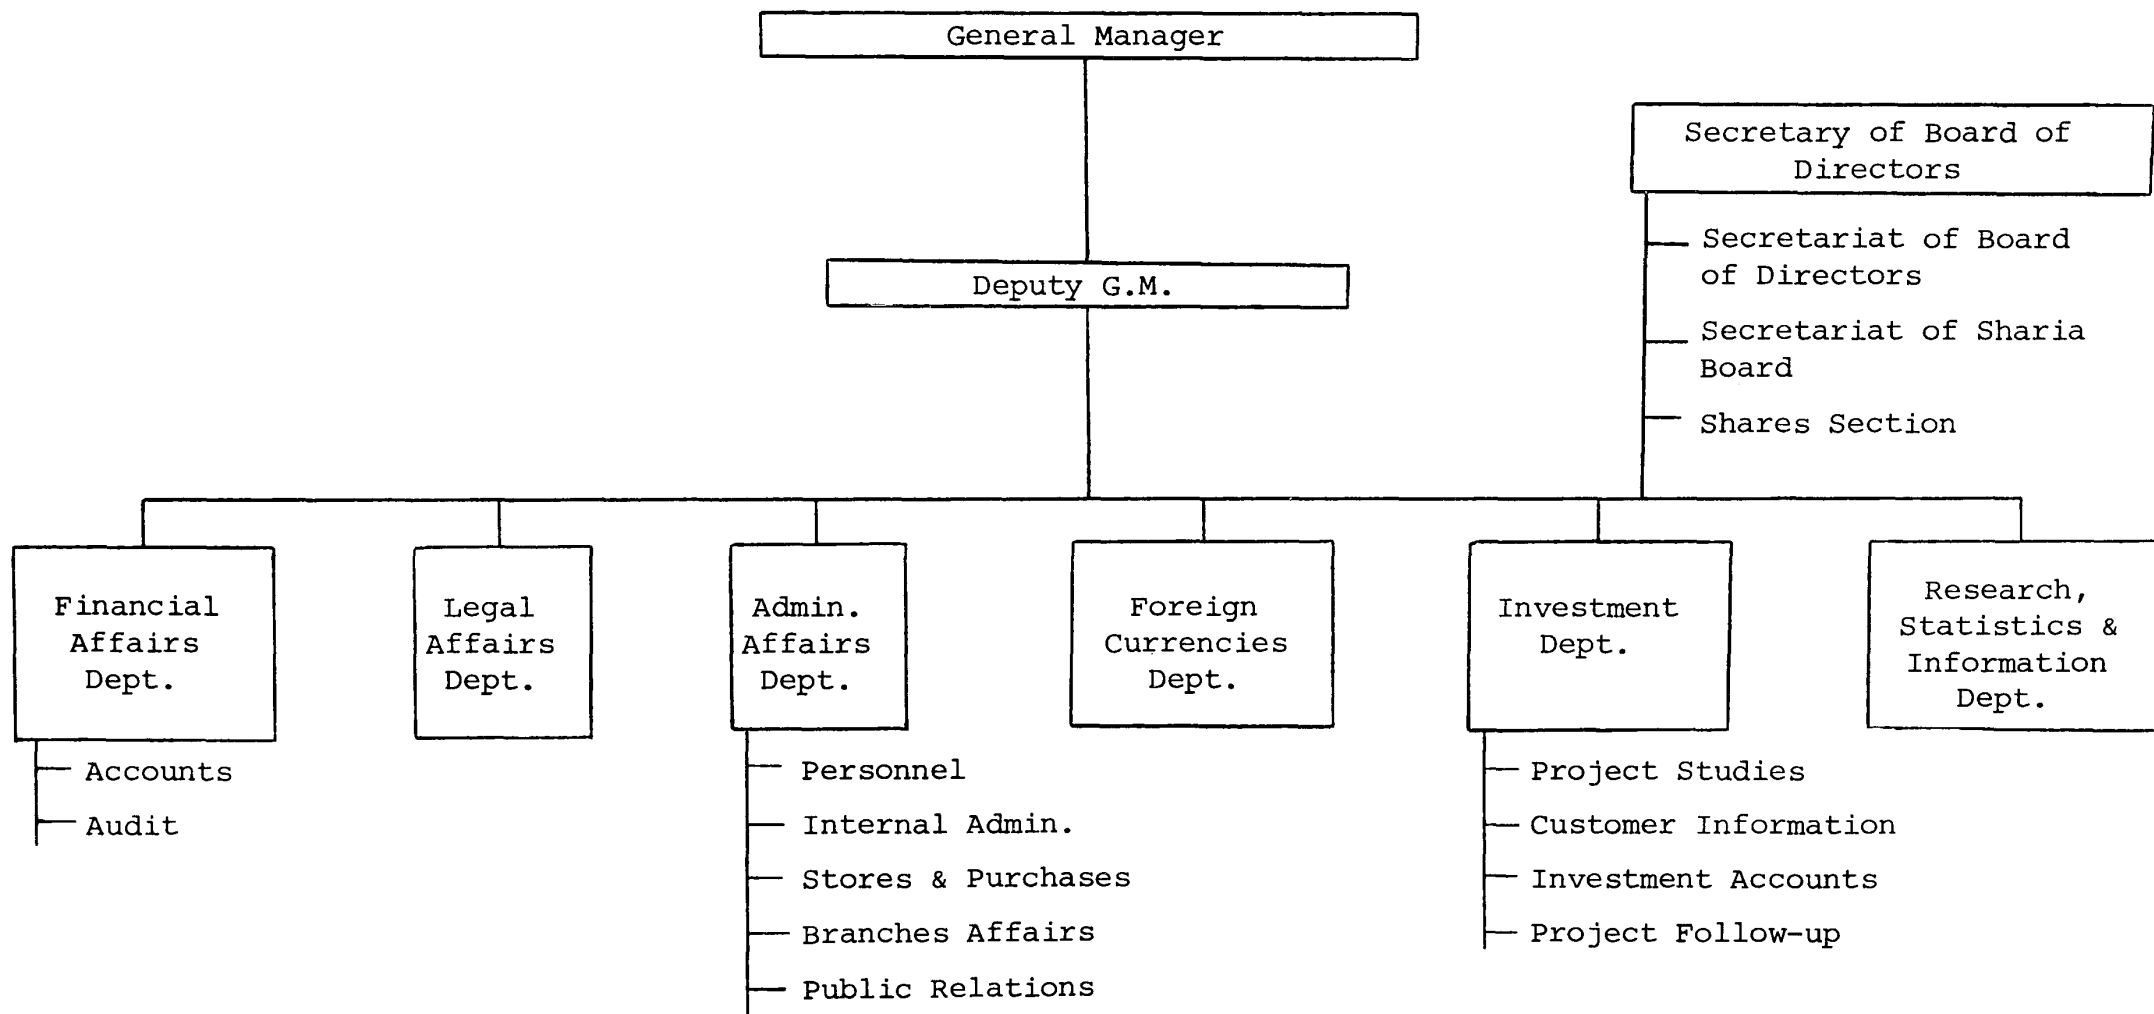 General Manager
Secretary of Board of
Directors
Secretariat of Board
of Directors
Deputy G.M.
Secretariat of Sharia
Board
Shares Section
Financial
Affairs
Dept.
Legal
Affairs
Dept.
Admin.
Affairs
Dept.
Foreign
Currencies
Dept.
Investment
Dept.
Research,
Statistics &
Information
Dept.
Accounts
Audit
Personnel
Internal Admin.
Stores & Purchases
Branches Affairs
Public Relations
Project Studies
Customer Information
Investment Accounts
Project Follow-up